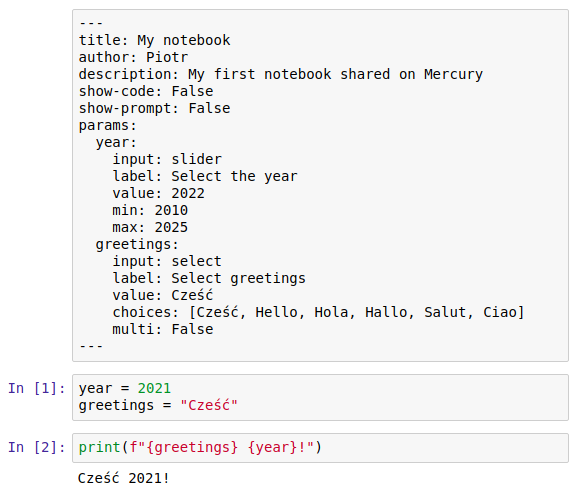 ---
title: My notebook
author: Piotr
description: My first notebook shared on Mercury
show-code: False
show-prompt: False
params:
  year:
    input: slider
    label: Select the year
    value: 2022
    min: 2010
    max: 2025
  greetings:
    input: select
    label: Select greetings
    value: Cześć
    choices: [Cześć, Hello, Hola, Hallo, Salut, Ciao]
    multi: False
---
In [1]: year = 2021
greetings = "Cześć"
In [2]: print(f"{greetings} {year}!")
Cześć 2021!